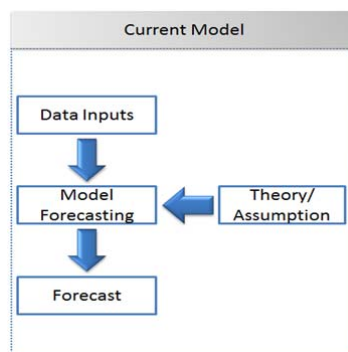 Current Model
Data Inputs
Model
Forecasting
Theory/
Assumption
Forecast